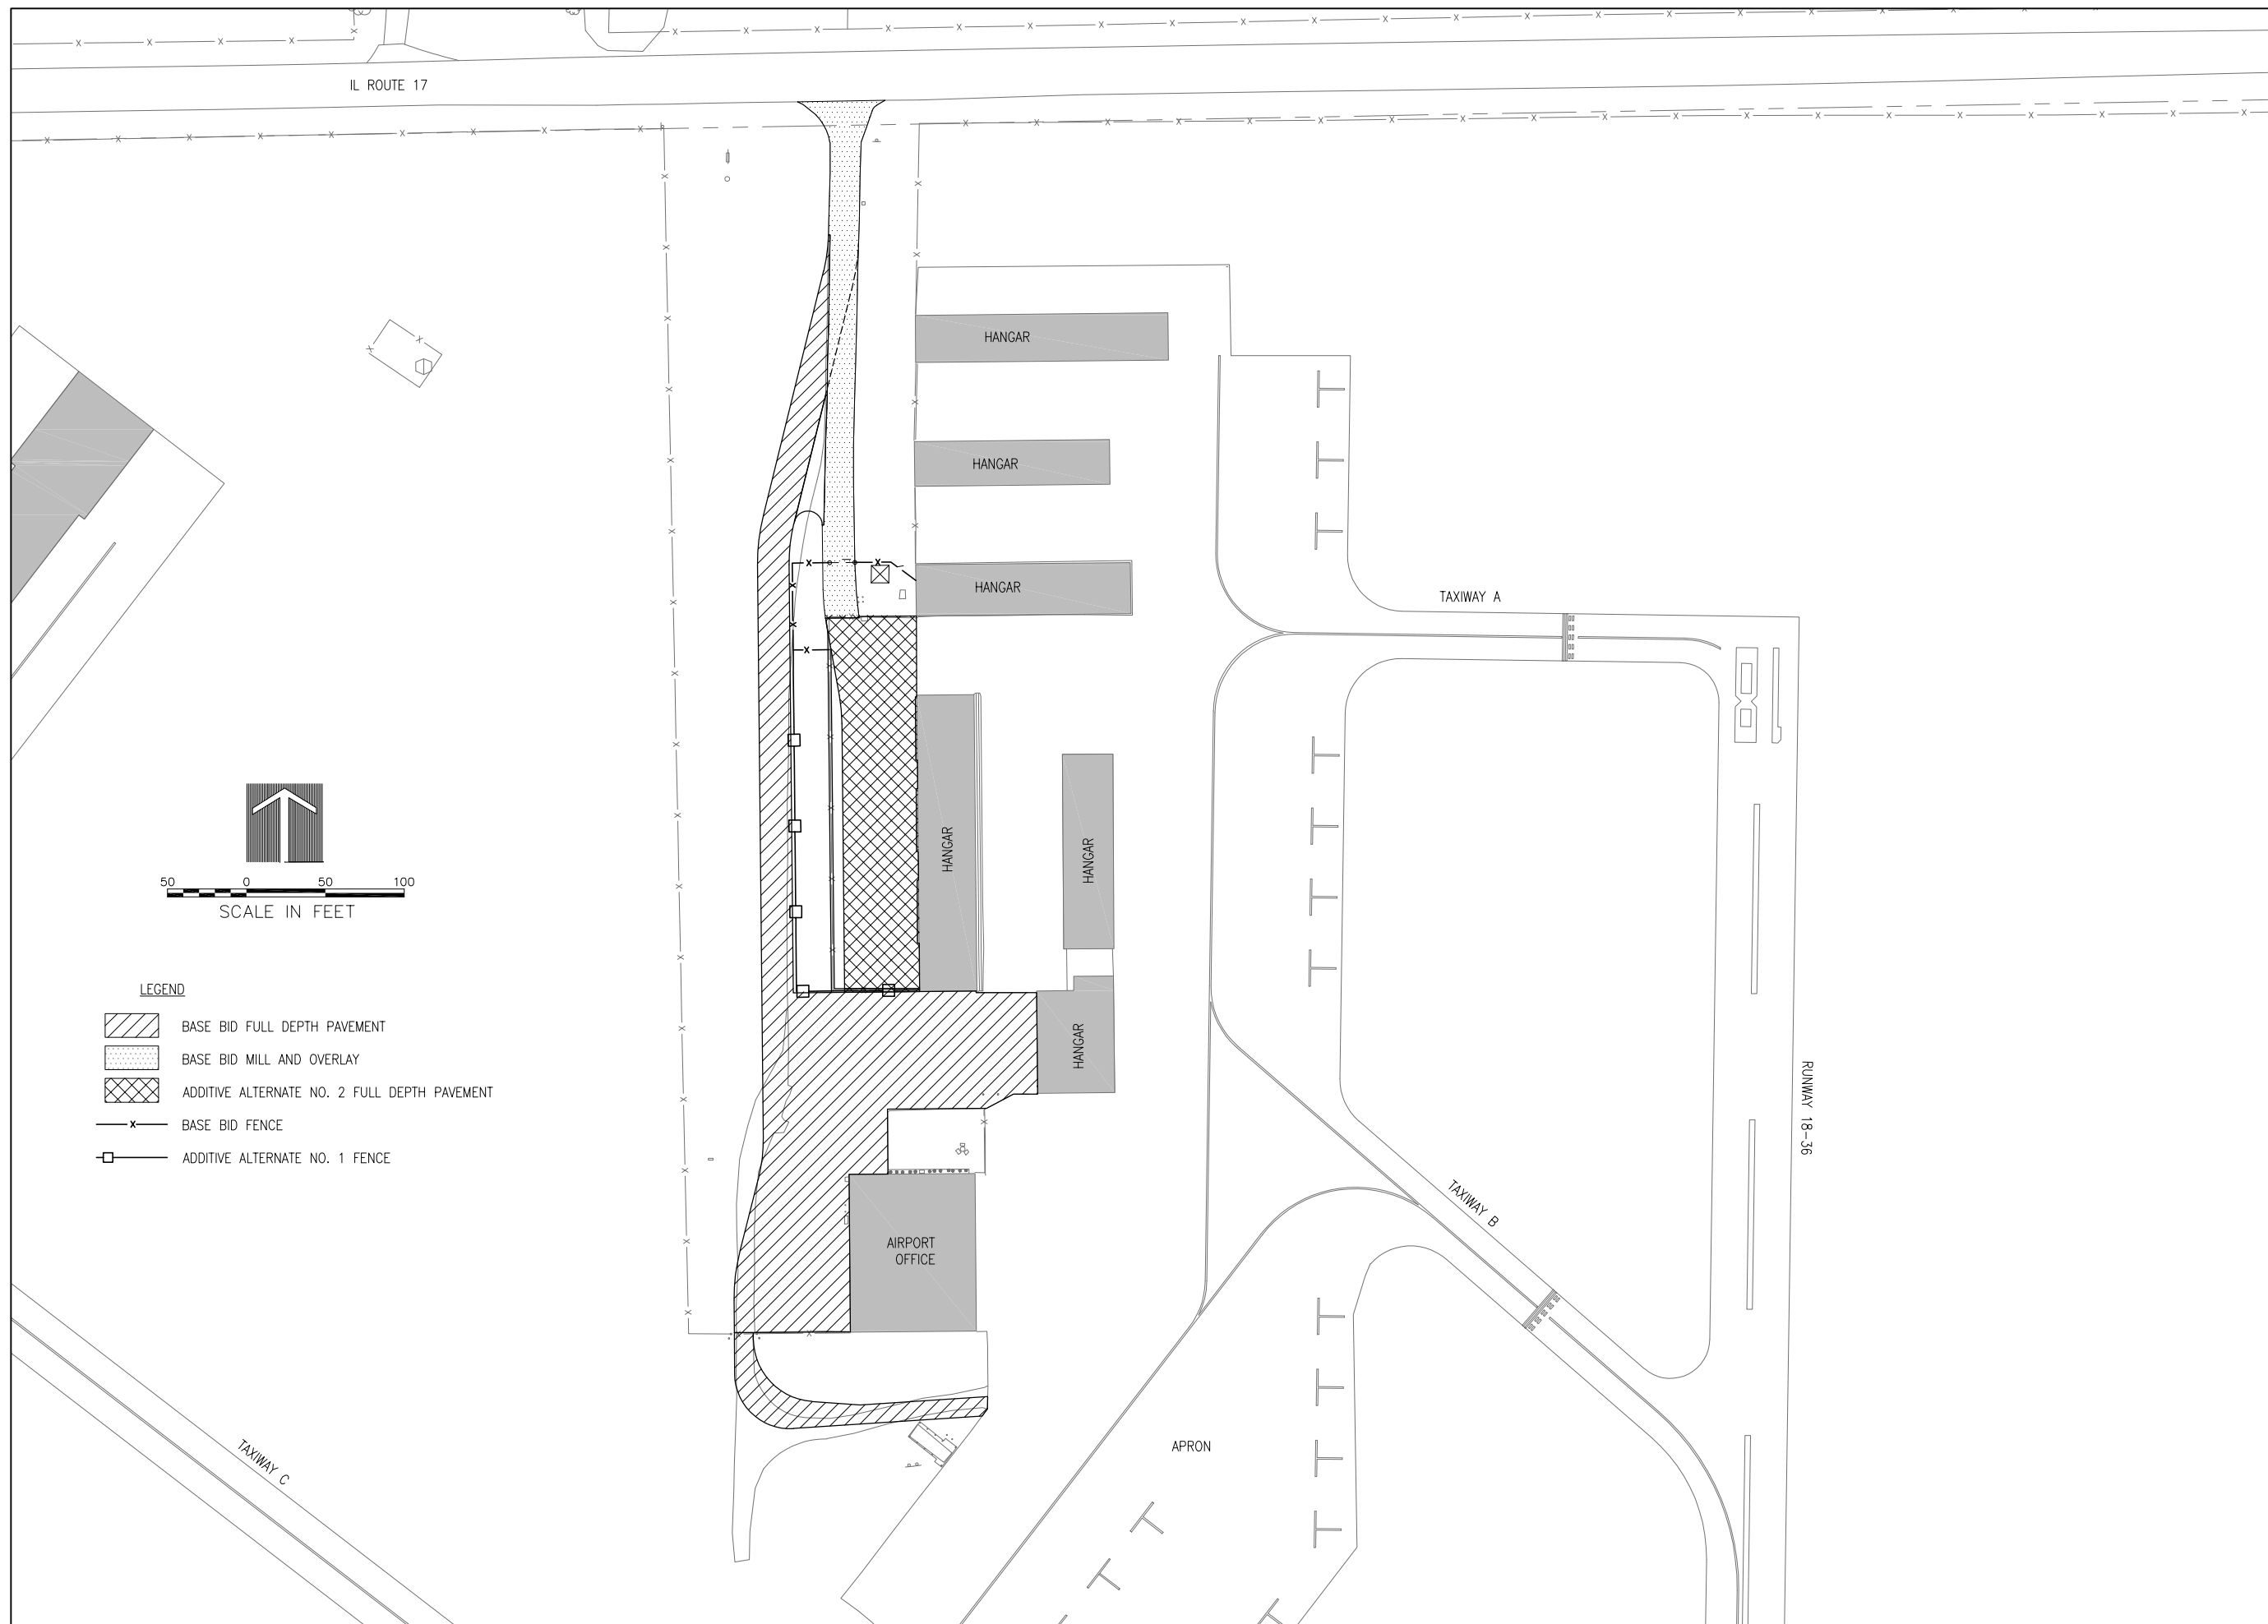 IL ROUTE 17
HANGAR
HANGAR
HANGAR
TAXIWAY A
HANGAR
HANGAR
50 0 50 100
SCALE IN FEET
LEGEND
BASE BID FULL DEPTH PAVEMENT
BASE BID MILL AND OVERLAY
ADDITIVE ALTERNATE NO. 2 FULL DEPTH PAVEMENT
BASE BID FENCE
ADDITIVE ALTERNATE NO. 1 FENCE
HANGAR
RUNWAY 18-36
TAXIWAY B
AIRPORT
OFFICE
APRON
TAXIWAY C